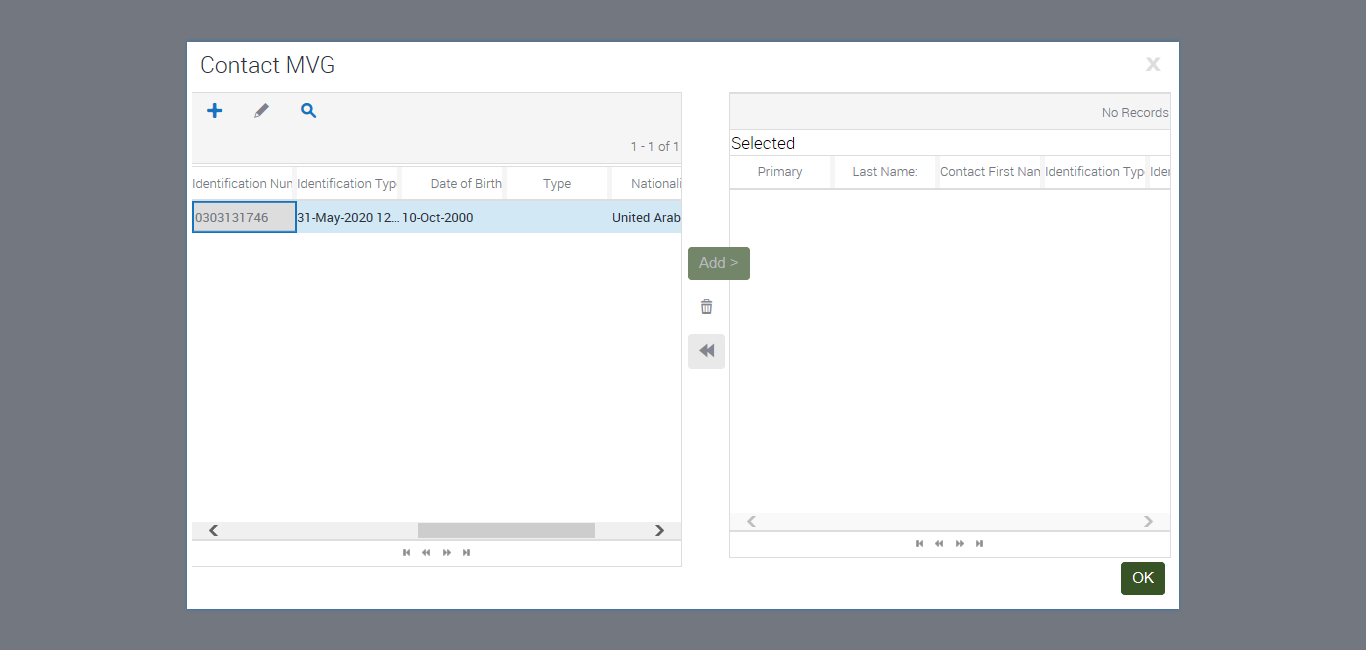 Contact MVG
X
1 - 1 of 1
Identification Nun Identification Typ Date of Birth Type Nationali
0303131746 31-May-2020 12... 10-Oct-2000 United Arab
Add >
No Records
Selected
Primary Last Name: Contact First Nan Identification Typ Iden
OK